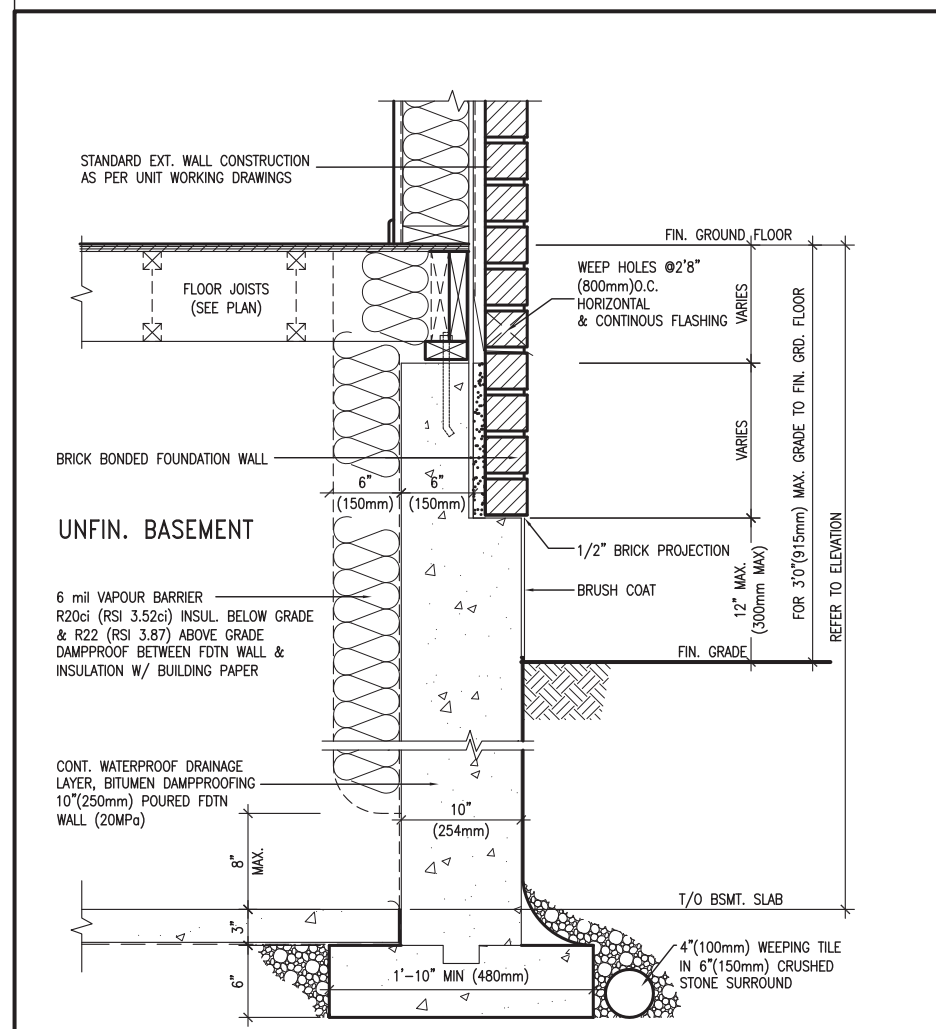 STANDARD EXT. WALL CONSTRUCTION
AS PER UNIT WORKING DRAWINGS
FIN. GROUND FLOOR
FLOOR JOISTS
(SEE PLAN)
WEEP HOLES @2'8"
(800mm)O.C.
HORIZONTAL
& CONTINOUS FLASHING
VARIES
VARIES
FOR 3'0"(915mm) MAX. GRADE TO FIN. GRD. FLOOR
REFER TO ELEVATION
BRICK BONDED FOUNDATION WALL
6"
(150mm)
6"
(150mm)
UNFIN. BASEMENT
1/2" BRICK PROJECTION
BRUSH COAT
12" MAX.
(300mm MAX)
FIN. GRADE
6 mil VAPOUR BARRIER
R20ci (RSI 3.52ci) INSUL. BELOW GRADE
& R22 (RSI 3.87) ABOVE GRADE
DAMPPROOF BETWEEN FDTN WALL &
INSULATION W/ BUILDING PAPER
CONT. WATERPROOF DRAINAGE
LAYER, BITUMEN DAMPPROOFING
10"(250mm) POURED FDTN
WALL (20MPa)
10"
(254mm)
8"
MAX.
T/O BSMT. SLAB
3"
6"
1'-10" MIN (480mm)
4"(100mm) WEEPING TILE
IN 6"(150mm) CRUSHED
STONE SURROUND